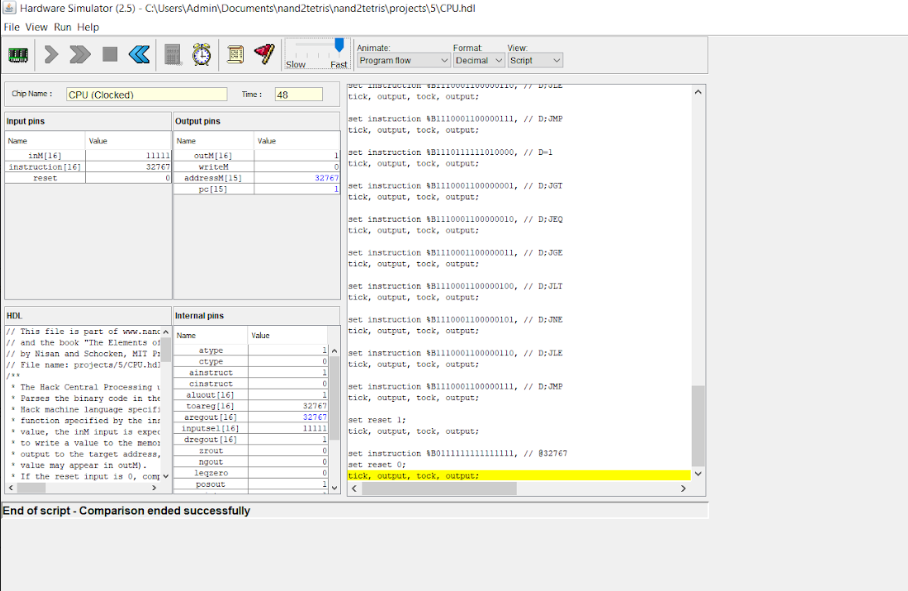 Hardware Simulator (2.5) - C:\Users\Admin\Documents\nand2tetris\nand2tetris\projects\5\CPU.hdl
File View Run Help
Slow Fast
Animate: Format: View:
Program flow Decimal Script
Chip Name : CPU (Clocked) Time : 48
Input pins
Name Value
inM[16] 11111
instruction[16] 32767
reset 0
Output pins
Name Value
outM[16] 1
writeM 0
addressM[15] 32767
pc[15] 1
HDL
// This file is part of www.nand
// and the book "The Elements of
// by Nisan and Schocken, MIT P
// File name: projects/5/CPU.hdl
/**
* The Hack Central Processing
* Parses the binary code in the
* Hack machine language specif
* function specified by the ins
* value, the inM input is expec
* to write a value to the memo
* output to the target address,
* value may appear in outM).
* If the reset input is 0, comp
Internal pins
Name Value
atype 1
ctype 0
ainstruct 1
cinstruct 0
aluout[16] 1
toareg[16] 32767
aregout[16] 32767
inputsel[16] 11111
dregout[16] 1
zrout 0
ngout 0
leqzero 0
posout 1
set instruction %B1110001100000110, // D;JLE
tick, output, tock, output;
set instruction %B1110001100000111, // D;JMP
tick, output, tock, output;
set instruction %B1110111111010000, // D=1
tick, output, tock, output;
set instruction %B1110001100000001, // D;JGT
tick, output, tock, output;
set instruction %B1110001100000010, // D;JEQ
tick, output, tock, output;
set instruction %B1110001100000011, // D;JGE
tick, output, tock, output;
set instruction %B1110001100000100, // D;JLT
tick, output, tock, output;
set instruction %B1110001100000101, // D;JNE
tick, output, tock, output;
set instruction %B1110001100000110, // D;JLE
tick, output, tock, output;
set instruction %B1110001100000111, // D;JMP
tick, output, tock, output;
set reset 1;
tick, output, tock, output;
set instruction %B0111111111111111, // @32767
set reset 0;
tick, output, tock, output;
End of script - Comparison ended successfully